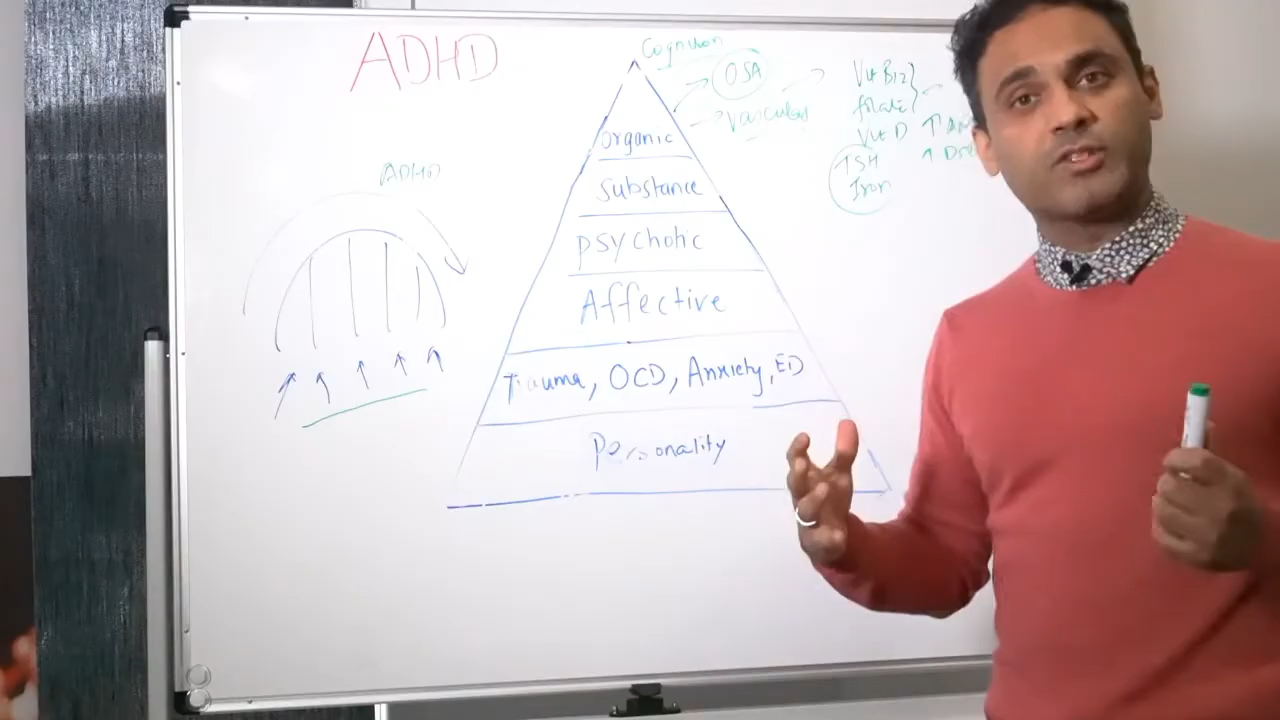 ADHD
Cognition
OSA
Vascular
Vit B12
folate
Vit D
TSH
Iron
ADHD
organic
Substance
psychotic
Affective
Trauma, OCD, Anxiety, ED
Personality